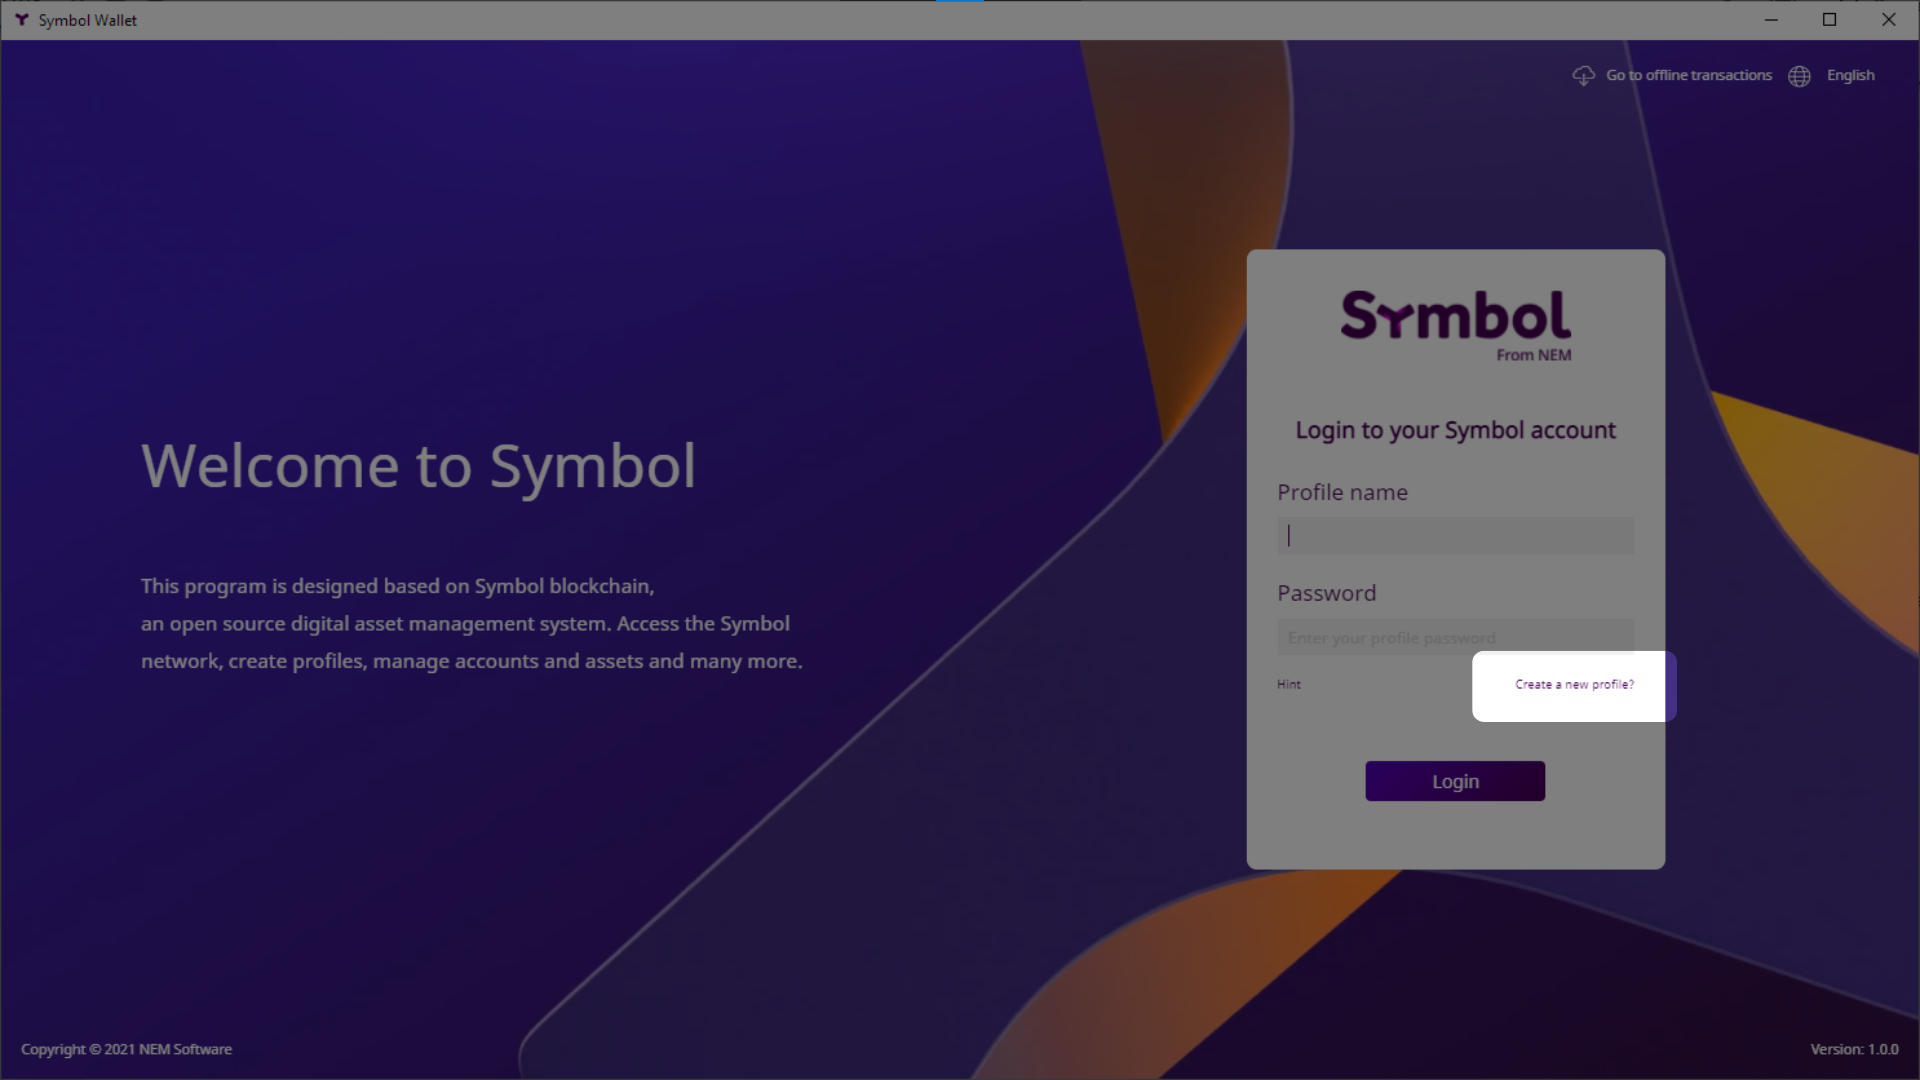 Symbol Wallet
Go to offline transactions
English
Symbol
From NEM
Login to your Symbol account
Profile name
Password
Enter your profile password
Hint
Create a new profile?
Login
Welcome to Symbol
This program is designed based on Symbol blockchain,
an open source digital asset management system. Access the Symbol
network, create profiles, manage accounts and assets and many more.
Copyright © 2021 NEM Software
Version: 1.0.0